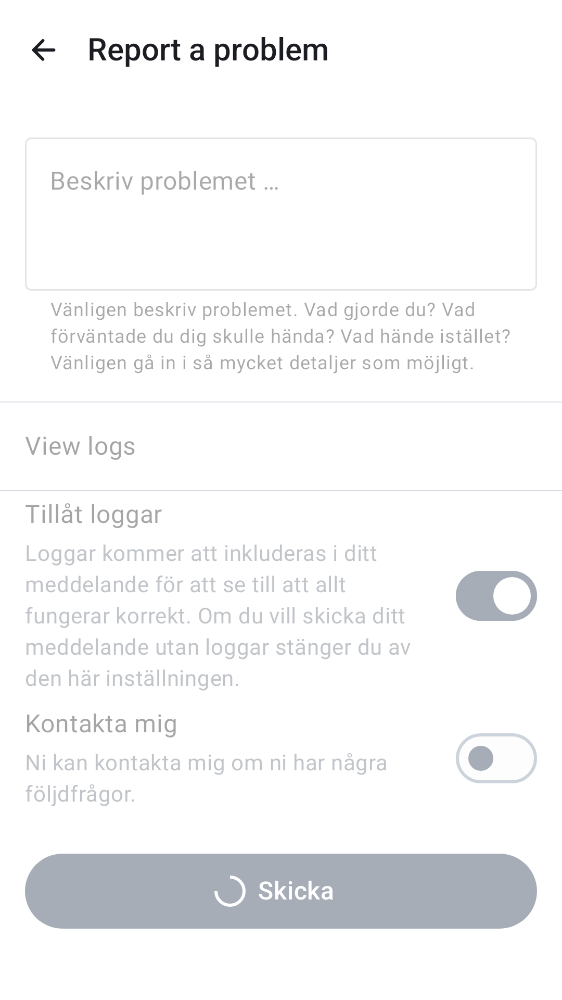 Report a problem
Beskriv problemet …
Vänligen beskriv problemet. Vad gjorde du? Vad
förväntade du dig skulle hända? Vad hände istället?
Vänligen gå in i så mycket detaljer som möjligt.
View logs
Tillåt loggar
Loggar kommer att inkluderas i ditt
meddelande för att se till att allt
fungerar korrekt. Om du vill skicka ditt
meddelande utan loggar stänger du av
den här inställningen.
Kontakta mig
Ni kan kontakta mig om ni har några
följdfrågor.
Skicka